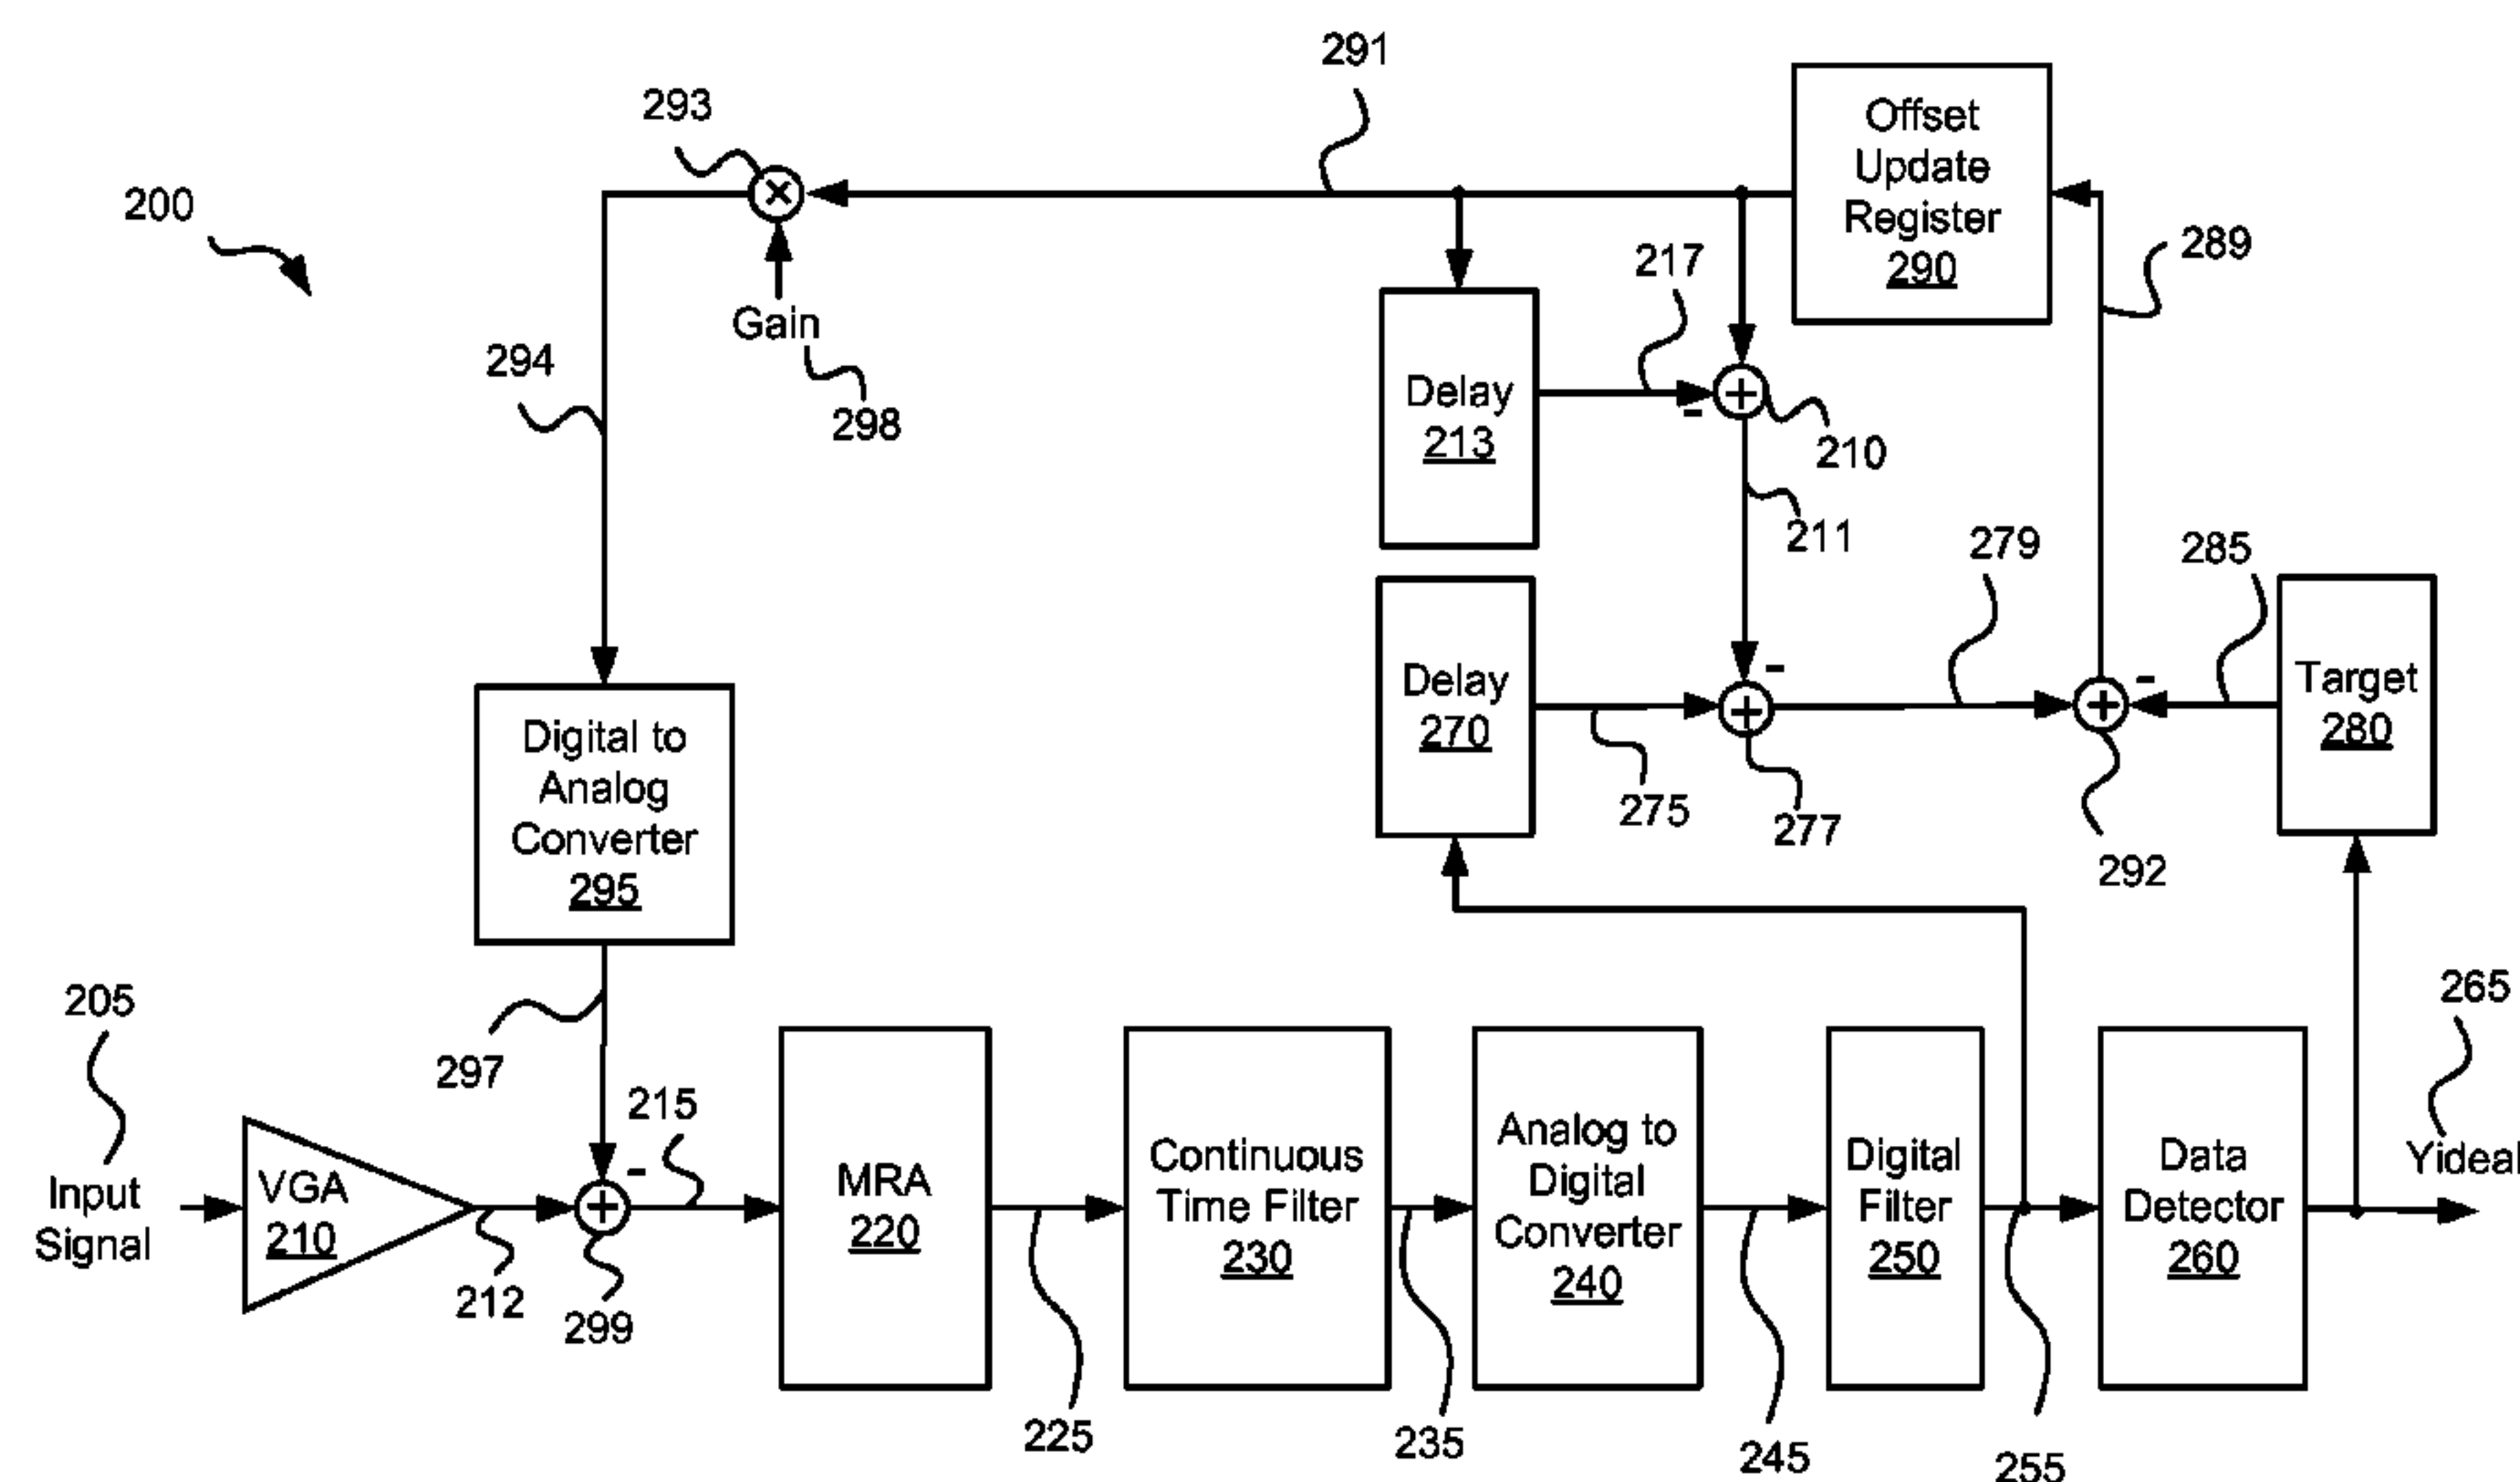 291
293
200
Offset
Update
Register
290
289
217
Gain
298
294
Delay
213
210
211
279
285
Delay
270
275
277
Target
280
292
Digital to
Analog
Converter
295
205
297
215
265
Input
Signal
VGA
210
212
-
+
299
MRA
220
225
Continuous
Time Filter
230
235
Analog to
Digital
Converter
240
245
Digital
Filter
250
255
Data
Detector
260
Yideal